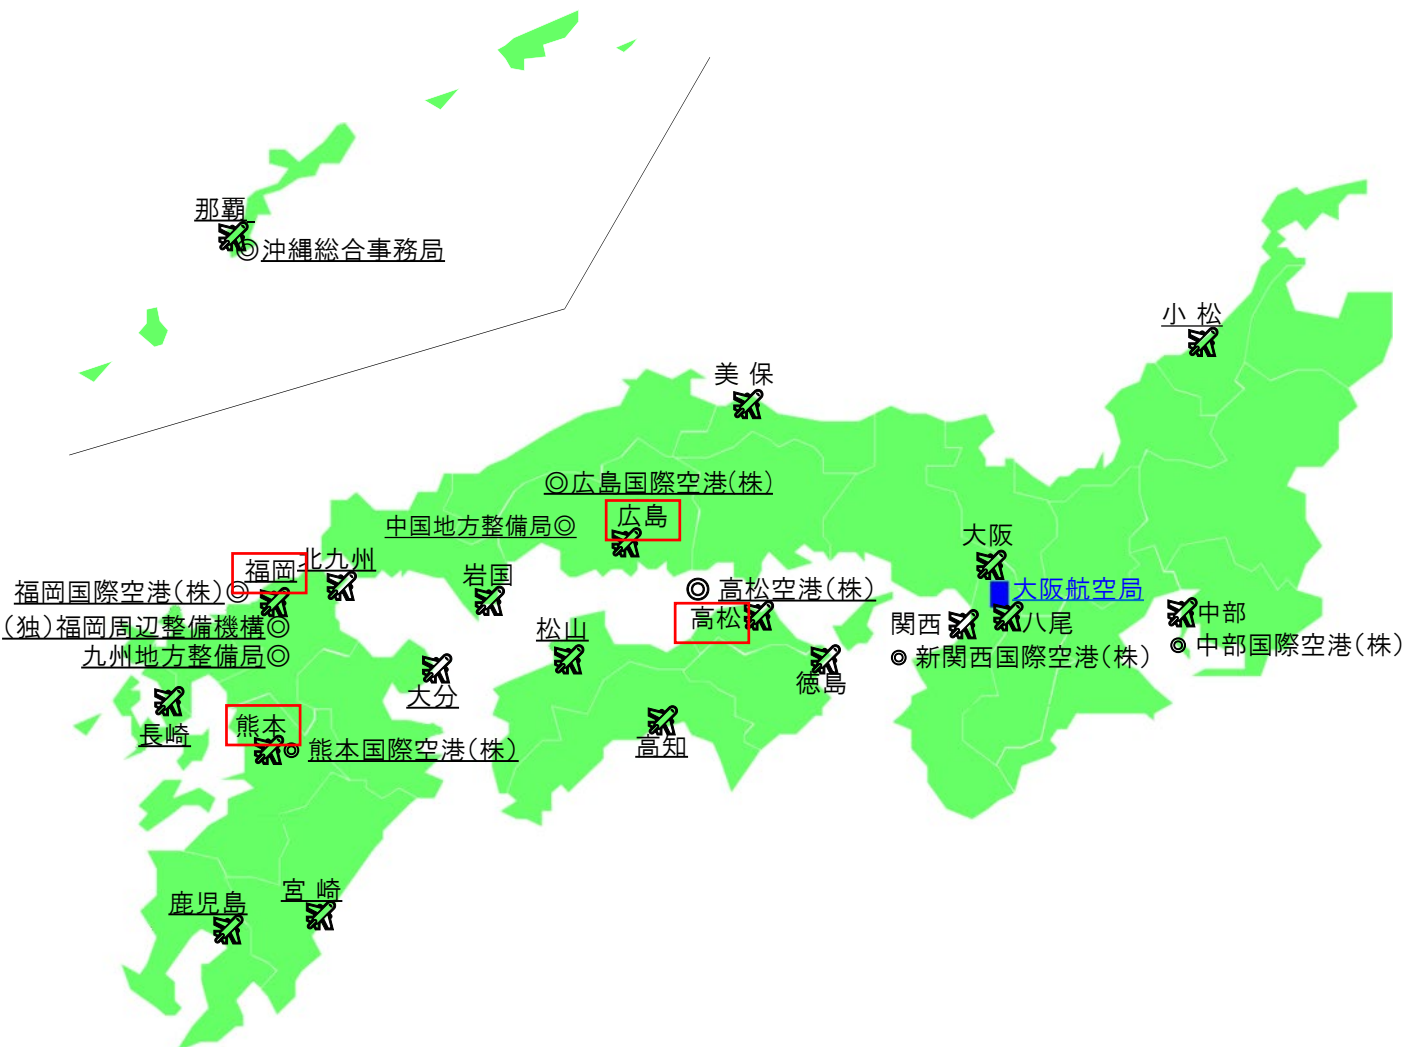 那覇
◎沖縄総合事務局
小 松
美 保
◎広島国際空港(株)
広島
中国地方整備局◎
大阪
北九州
福岡
岩国
福岡国際空港(株)◎
◎ 高松空港(株)
大阪航空局
高松
関西
八尾
中部
(独)福岡周辺整備機構◎
松山
◎ 中部国際空港(株)
九州地方整備局◎
◎ 新関西国際空港(株)
徳島
大分
長崎
熊本
高知
◎ 熊本国際空港(株)
宮 崎
鹿児島